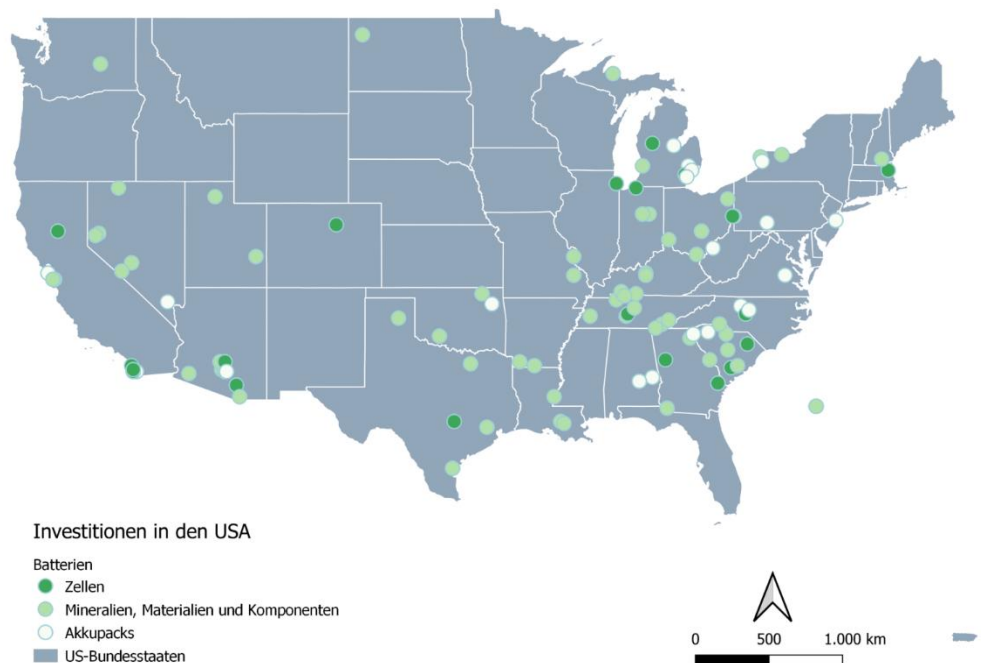 Investitionen in den USA
Batterien
Zellen
Mineralien, Materialien und Komponenten
Akkupacks
US-Bundesstaaten
0 500 1.000 km